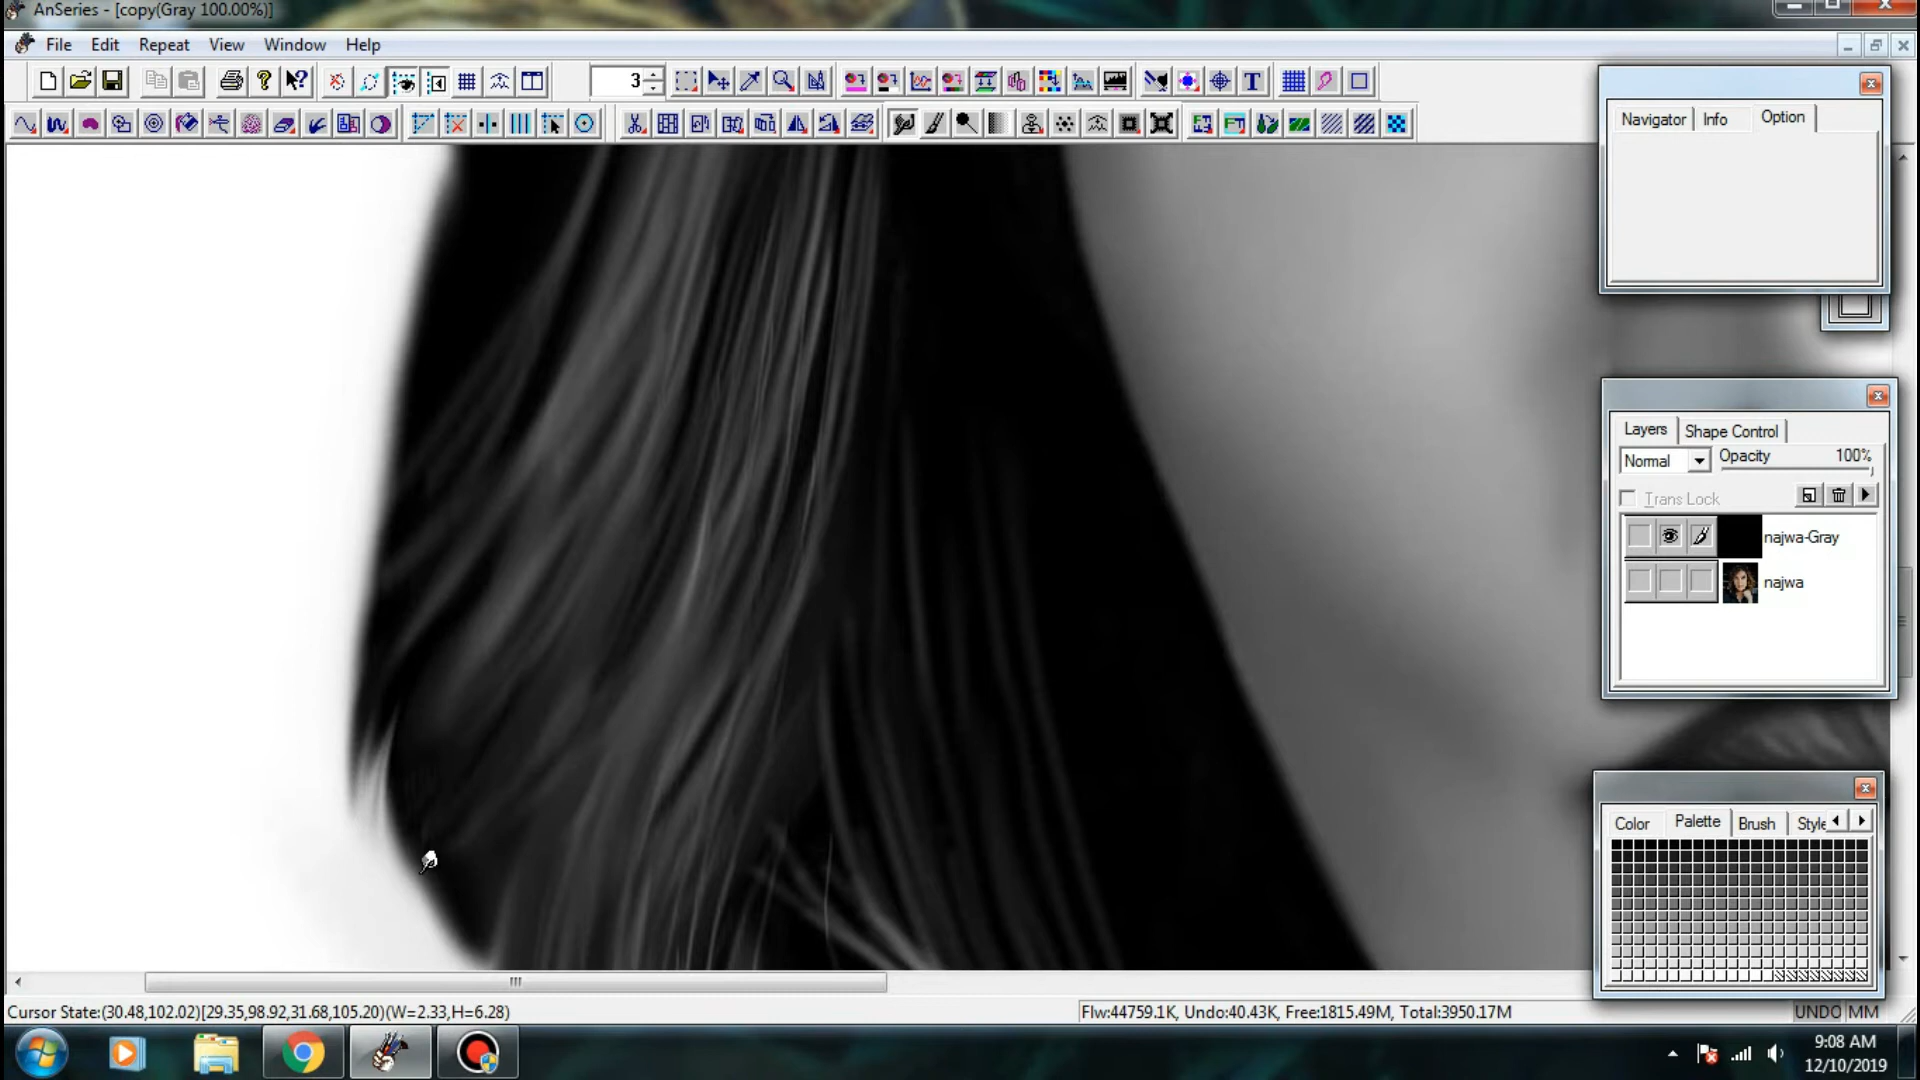 AnSeries - [copy(Gray 100.00%)]
File Edit Repeat View Window Help
3
Navigator Info Option
Layers Shape Control
Normal Opacity 100%
Trans Lock
najwa-Gray
najwa
Color Palette Brush Style
Cursor State:(30.48,102.02)[29.35,98.92,31.68,105.20)(W=2.33,H=6.28) Flw:44759.1K, Undo:40.43K, Free:1815.49M, Total:3950.17M UNDO MM
9:08 AM
12/10/2019